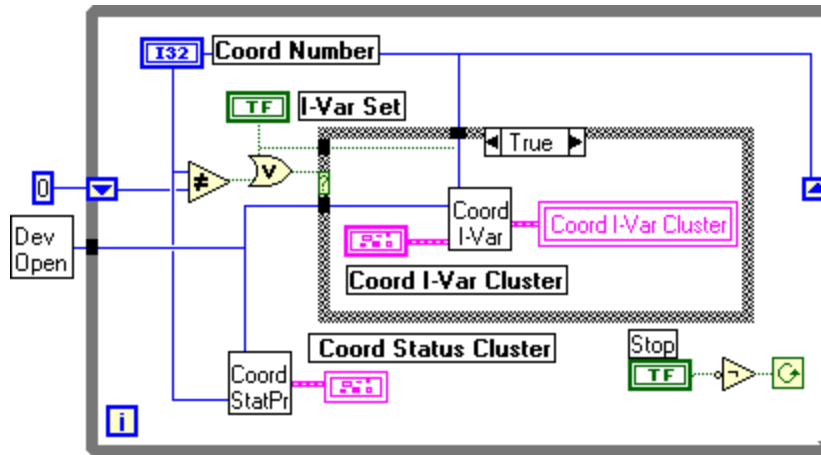 I32 Coord Number
TF I-Var Set
True
V
≠
?
0
Dev
Open
Coord
I-Var
Coord I-Var Cluster
Coord I-Var Cluster
Coord Status Cluster
Coord
StatPr
Stop
TF
i